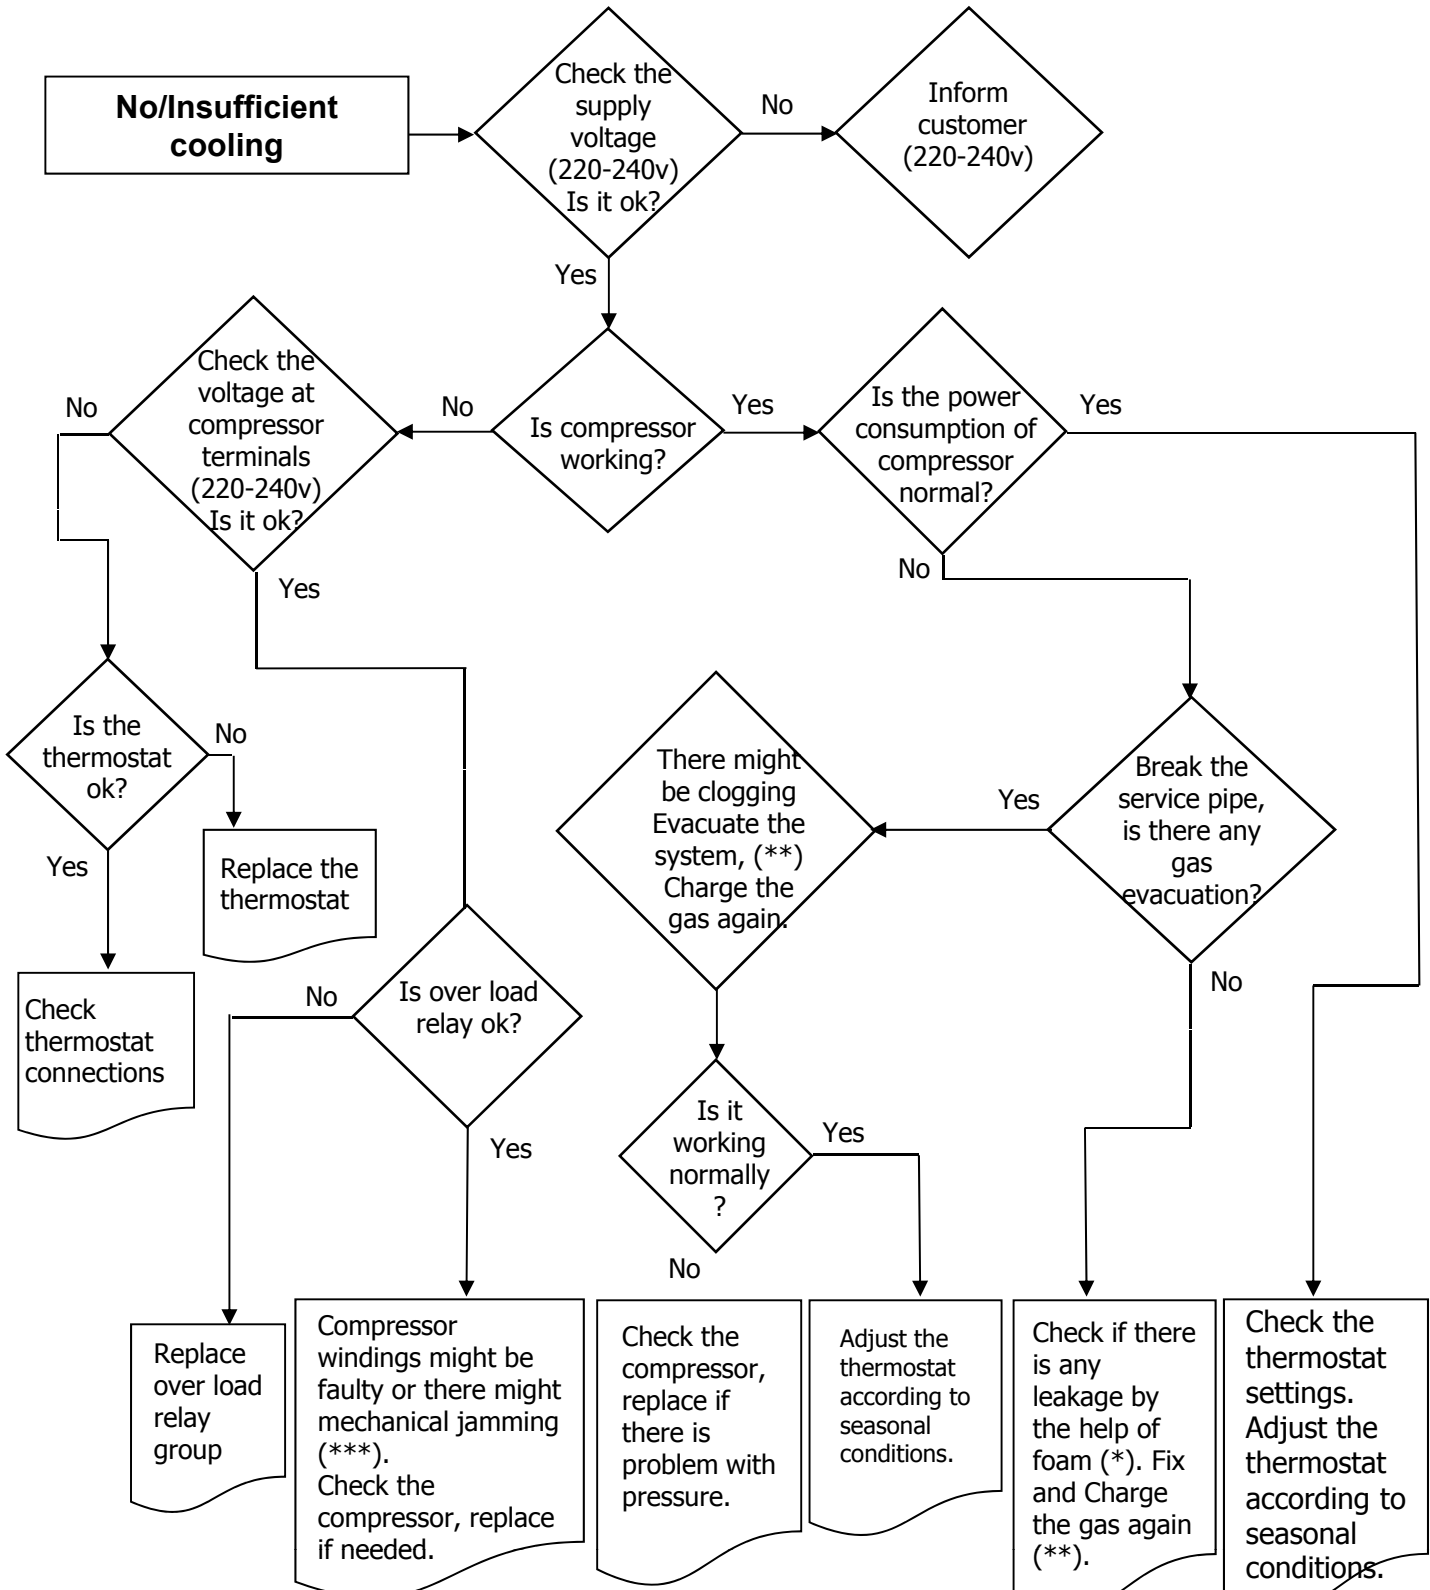 No/Insufficient
cooling
Check the
supply
voltage
(220-240v)
Is it ok?
No
Inform
customer
(220-240v)
Yes
Check the
voltage at
compressor
terminals
(220-240v)
Is it ok?
No
No
Is compressor
working?
Yes
Is the power
consumption of
compressor
normal?
Yes
Yes
No
Is the
thermostat
ok?
No
Yes
Replace the
thermostat
Check
thermostat
connections
There might
be clogging
Evacuate the
system, (**)
Charge the
gas again.
Yes
Break the
service pipe,
is there any
gas
evacuation?
No
No
Is over load
relay ok?
Yes
Is it
working
normally
?
Yes
No
Replace
over load
relay
group
Compressor
windings might be
faulty or there might
mechanical jamming
(***).
Check the
compressor, replace
if needed.
Check the
compressor,
replace if
there is
problem with
pressure.
Adjust the
thermostat
according to
seasonal
conditions.
Check if there
is any
leakage by
the help of
foam (*). Fix
and Charge
the gas again
(**).
Check the
thermostat
settings.
Adjust the
thermostat
according to
seasonal
conditions.